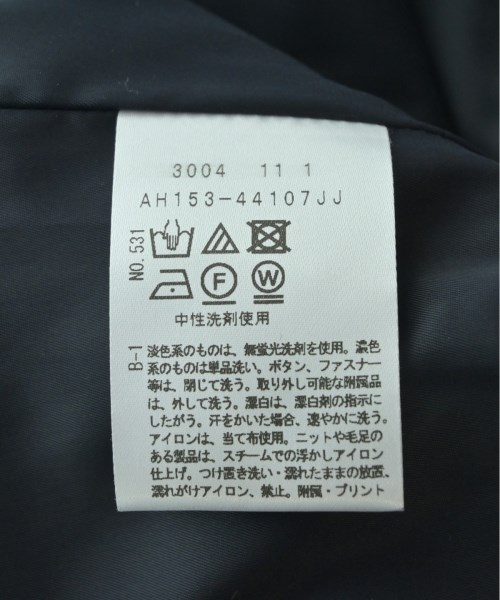 3004 11 1
AH153-44107JJ
NO.531
F
W
中性洗剤使用
B-1
淡色系のものは、無蛍光洗剤を使用。濃色
系のものは単品洗い。ボタン、ファスナー
等は、閉じて洗う。取り外し可能な附属品
は、外して洗う。漂白は、漂白剤の指示に
したがう。汗をかいた場合、速やかに洗う。
アイロンは、当て布使用。ニットや毛足の
ある製品は、スチームでの浮かしアイロン
仕上げ。つけ置き洗い・濡れたままの放置、
濡れがけアイロン、禁止。附属・プリント